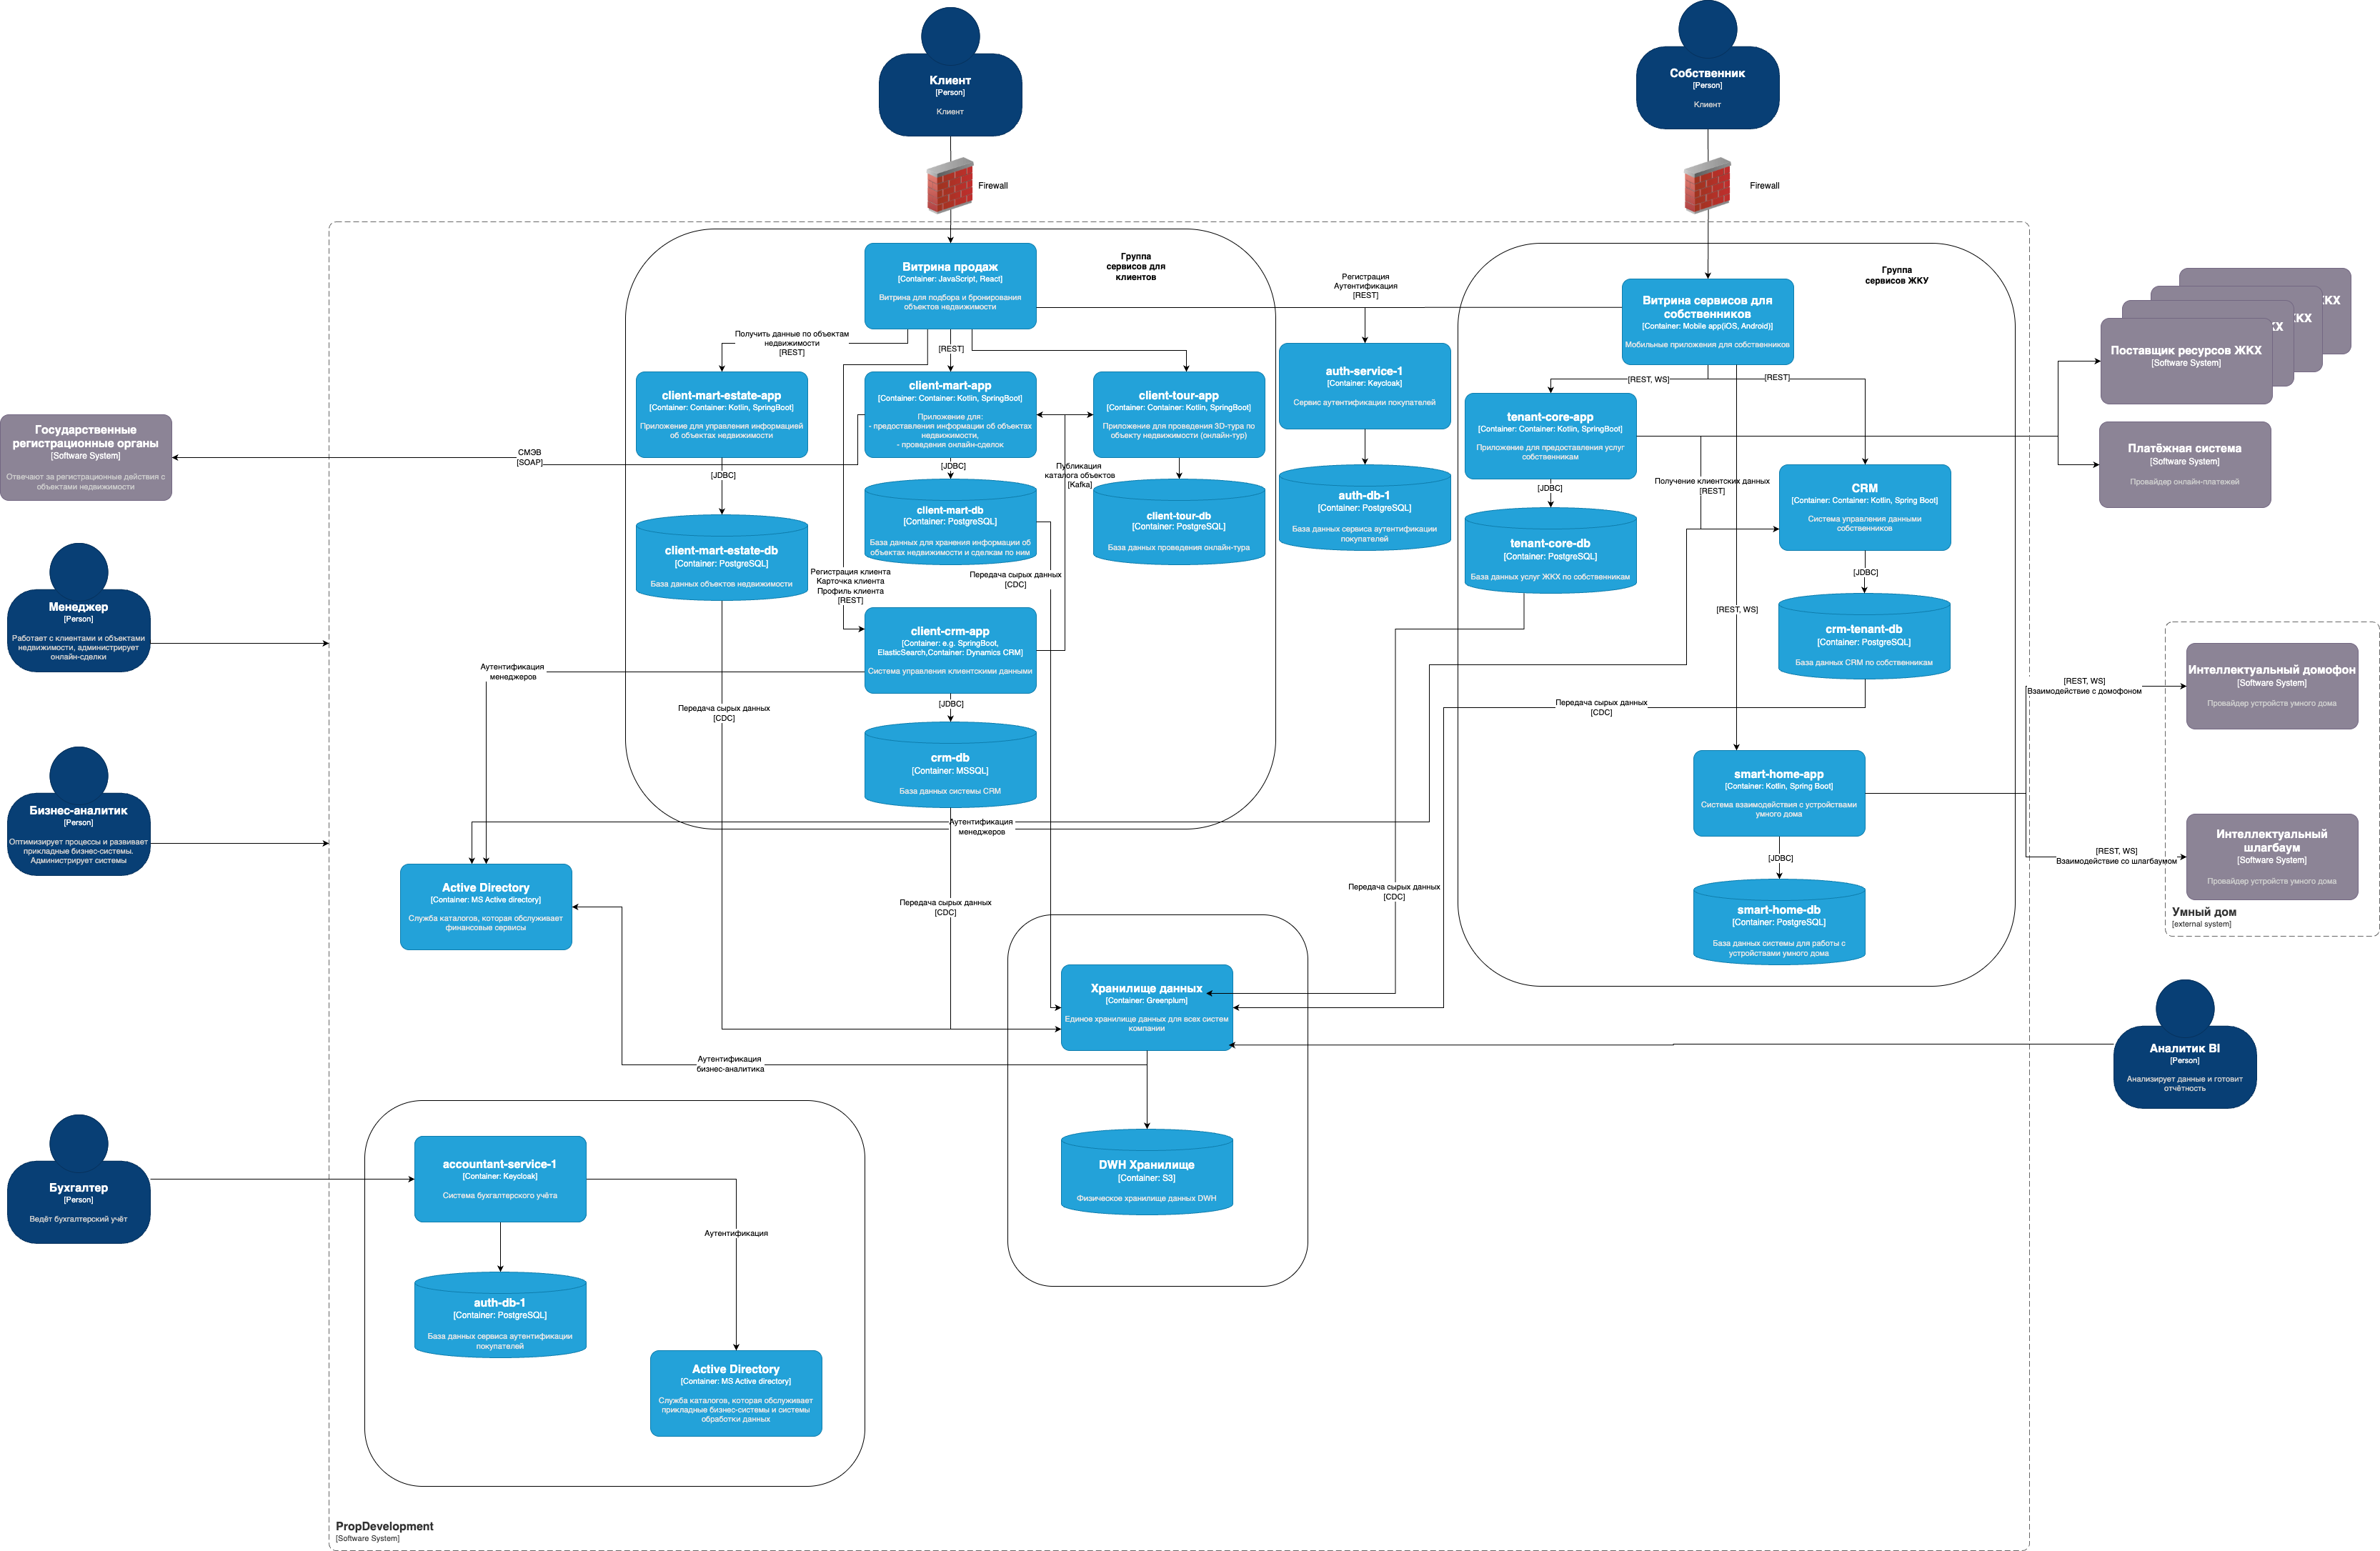 Клиент
[Person]
Клиент
Собственник
[Person]
Клиент
Firewall
Firewall
Группа
сервисов для
клиентов
Группа
сервисов ЖКУ
Витрина продаж
[Container: JavaScript, React]
Витрина для подбора и бронирования
объектов недвижимости
Регистрация
Аутентификация
[REST]
Витрина сервисов для
собственников
[Container: Mobile app(iOS, Android)]
Мобильные приложения для собственников
Получить данные по объектам
недвижимости
[REST]
[REST]
client-mart-estate-app
[Container: Container: Kotlin, SpringBoot]
Приложение для управления информацией
об объектах недвижимости
client-mart-app
[Container: Container: Kotlin, SpringBoot]
Приложение для:
- предоставления информации об объектах
недвижимости,
- проведения онлайн-сделок
client-tour-app
[Container: Container: Kotlin, SpringBoot]
Приложение для проведения 3D-тура по
объекту недвижимости (онлайн-тур)
auth-service-1
[Container: Keycloak]
Сервис аутентификации покупателей
[REST, WS]
[REST]
tenant-core-app
[Container: Container: Kotlin, SpringBoot]
Приложение для предоставления услуг
собственникам
КХ
КХ
Х
Поставщик ресурсов ЖКХ
[Software System]
Платёжная система
[Software System]
Провайдер онлайн-платежей
Государственные
регистрационные органы
[Software System]
Отвечают за регистрационные действия с
объектами недвижимости
СМЭВ
[SOAP]
[JDBC]
[JDBC]
[JDBC]
Публикация
каталога объектов
[Kafka]
[JDBC]
Получение клиентских данных
[REST]
CRM
[Container: Container: Kotlin, Spring Boot]
Система управления данными
собственников
client-mart-estate-db
[Container: PostgreSQL]
База данных объектов недвижимости
client-mart-db
[Container: PostgreSQL]
База данных для хранения информации об
объектах недвижимости и сделкам по ним
client-tour-db
[Container: PostgreSQL]
База данных проведения онлайн-тура
auth-db-1
[Container: PostgreSQL]
База данных сервиса аутентификации
покупателей
tenant-core-db
[Container: PostgreSQL]
База данных услуг ЖКХ по собственникам
[JDBC]
Регистрация клиента
Карточка клиента
Профиль клиента
[REST]
Передача сырых данных
[CDC]
[REST, WS]
Менеджер
[Person]
Работает с клиентами и объектами
недвижимости, администрирует
онлайн-сделки
client-crm-app
[Container: e.g. SpringBoot,
ElasticSearch,Container: Dynamics CRM]
Система управления клиентскими данными
crm-tenant-db
[Container: PostgreSQL]
База данных CRM по собственникам
Аутентификация
менеджеров
Передача сырых данных
[CDC]
[JDBC]
Передача сырых данных
[CDC]
[REST, WS]
Взаимодействие с домофоном
Интеллектуальный домофон
[Software System]
Провайдер устройств умного дома
crm-db
[Container: MSSQL]
База данных системы CRM
smart-home-app
[Container: Kotlin, Spring Boot]
Система взаимодействия с устройствами
умного дома
Бизнес-аналитик
[Person]
Оптимизирует процессы и развивает
прикладные бизнес-системы.
Администрирует системы
Аутентификация
менеджеров
[JDBC]
[REST, WS]
Взаимодействие со шлагбаумом
Интеллектуальный
шлагбаум
[Software System]
Провайдер устройств умного дома
Умный дом
[external system]
Active Directory
[Container: MS Active directory]
Служба каталогов, которая обслуживает
финансовые сервисы
Передача сырых данных
[CDC]
Передача сырых данных
[CDC]
smart-home-db
[Container: PostgreSQL]
База данных системы для работы с
устройствами умного дома
Хранилище данных
[Container: Greenplum]
Единое хранилище данных для всех систем
компании
Аутентификация
бизнес-аналитика
Аналитик BI
[Person]
Анализирует данные и готовит
отчётность
accountant-service-1
[Container: Keycloak]
Система бухгалтерского учёта
DWH Хранилище
[Container: S3]
Физическое хранилище данных DWH
Бухгалтер
[Person]
Ведёт бухгалтерский учёт
Аутентификация
auth-db-1
[Container: PostgreSQL]
База данных сервиса аутентификации
покупателей
Active Directory
[Container: MS Active directory]
Служба каталогов, которая обслуживает
прикладные бизнес-системы и системы
обработки данных
PropDevelopment
[Software System]